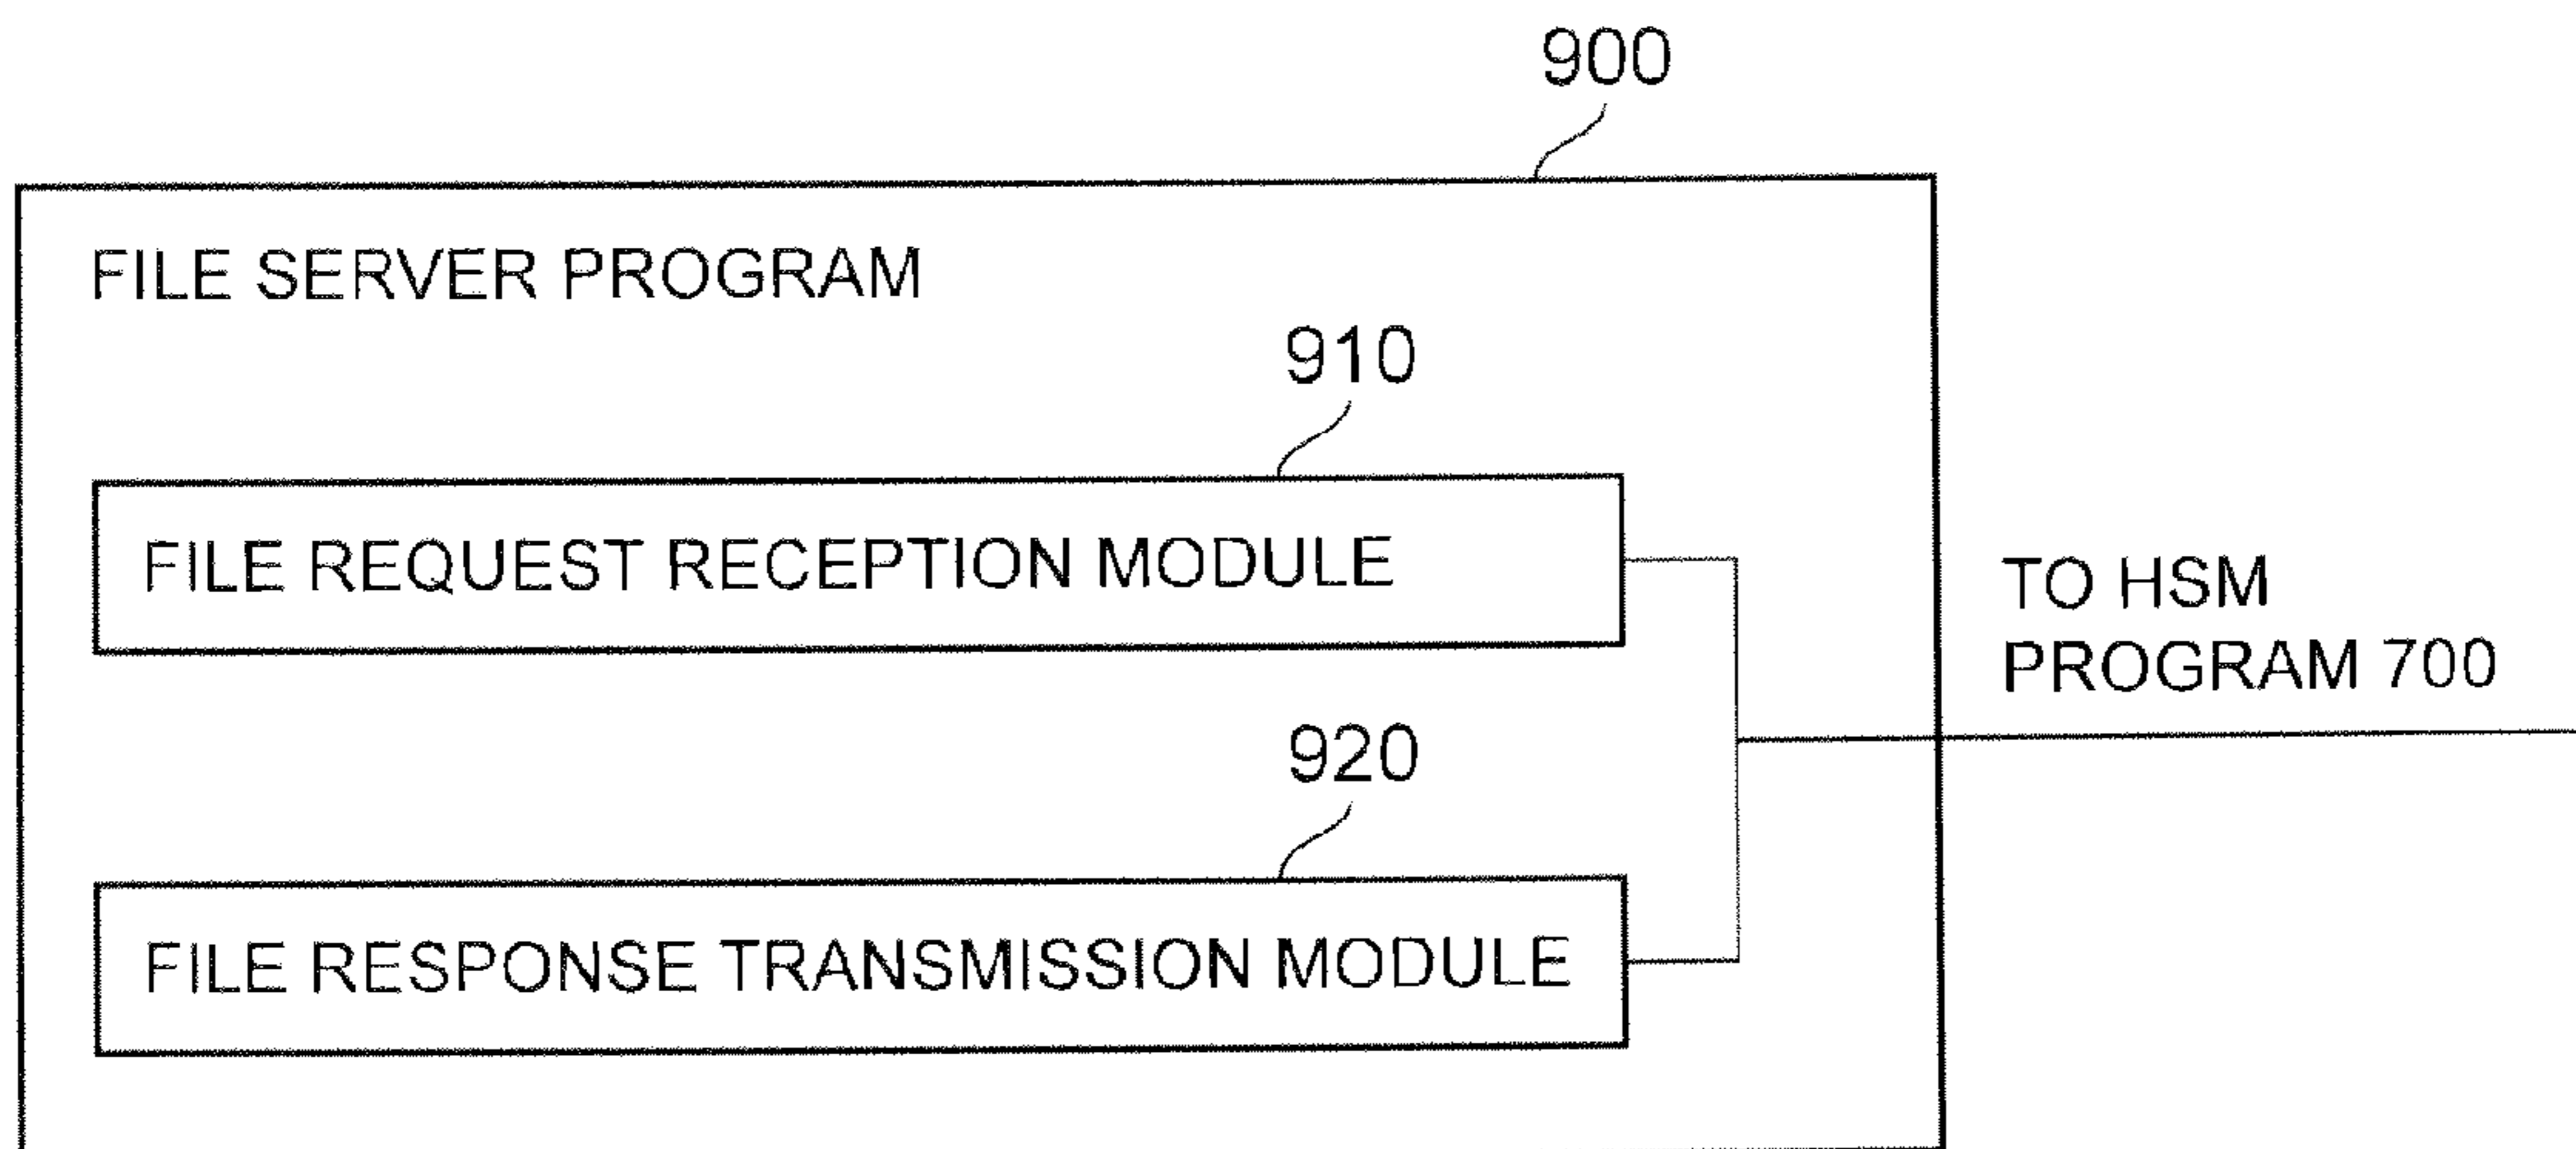 900
FILE SERVER PROGRAM
910
FILE REQUEST RECEPTION MODULE
TO HSM
PROGRAM 700
920
FILE RESPONSE TRANSMISSION MODULE